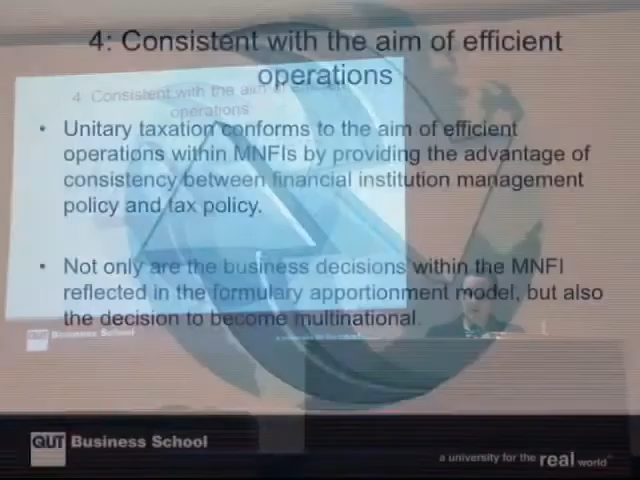 4: Consistent with the aim of efficient
operations
4: Consistent with the aim of efficient
operations
• Unitary taxation conforms to the aim of efficient
operations within MNFIs by providing the advantage of
consistency between financial institution management
policy and tax policy.
• Not only are the business decisions within the MNFI
reflected in the formulary apportionment model, but also
the decision to become multinational.
QUT Business School
QUT Business School
a university for the real world